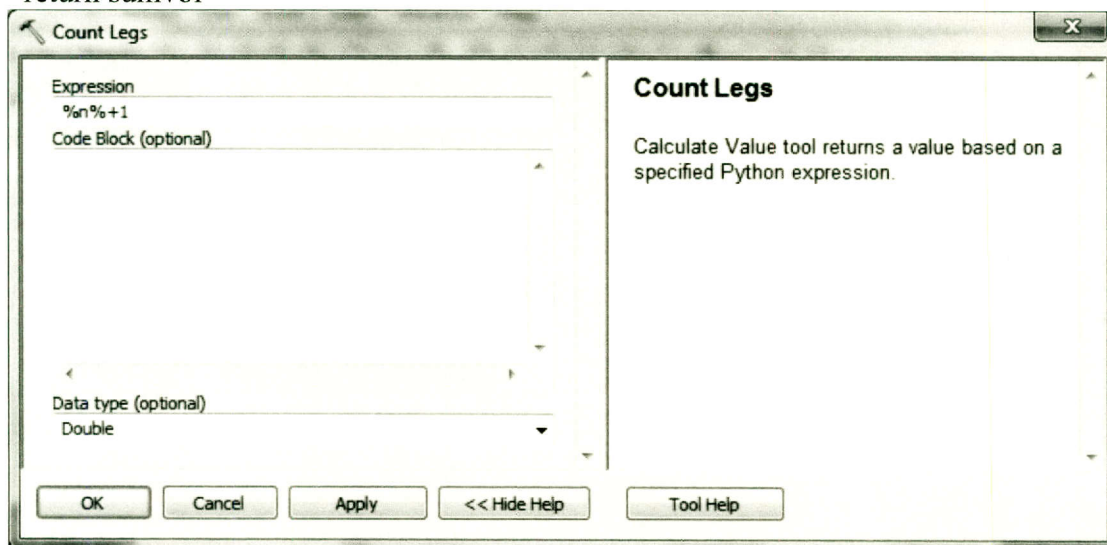 Count Legs
Expression
%n%+1
Code Block (optional)
Data type (optional)
Double
Count Legs
Calculate Value tool returns a value based on a
specified Python expression.
OK
Cancel
Apply
<< Hide Help
Tool Help